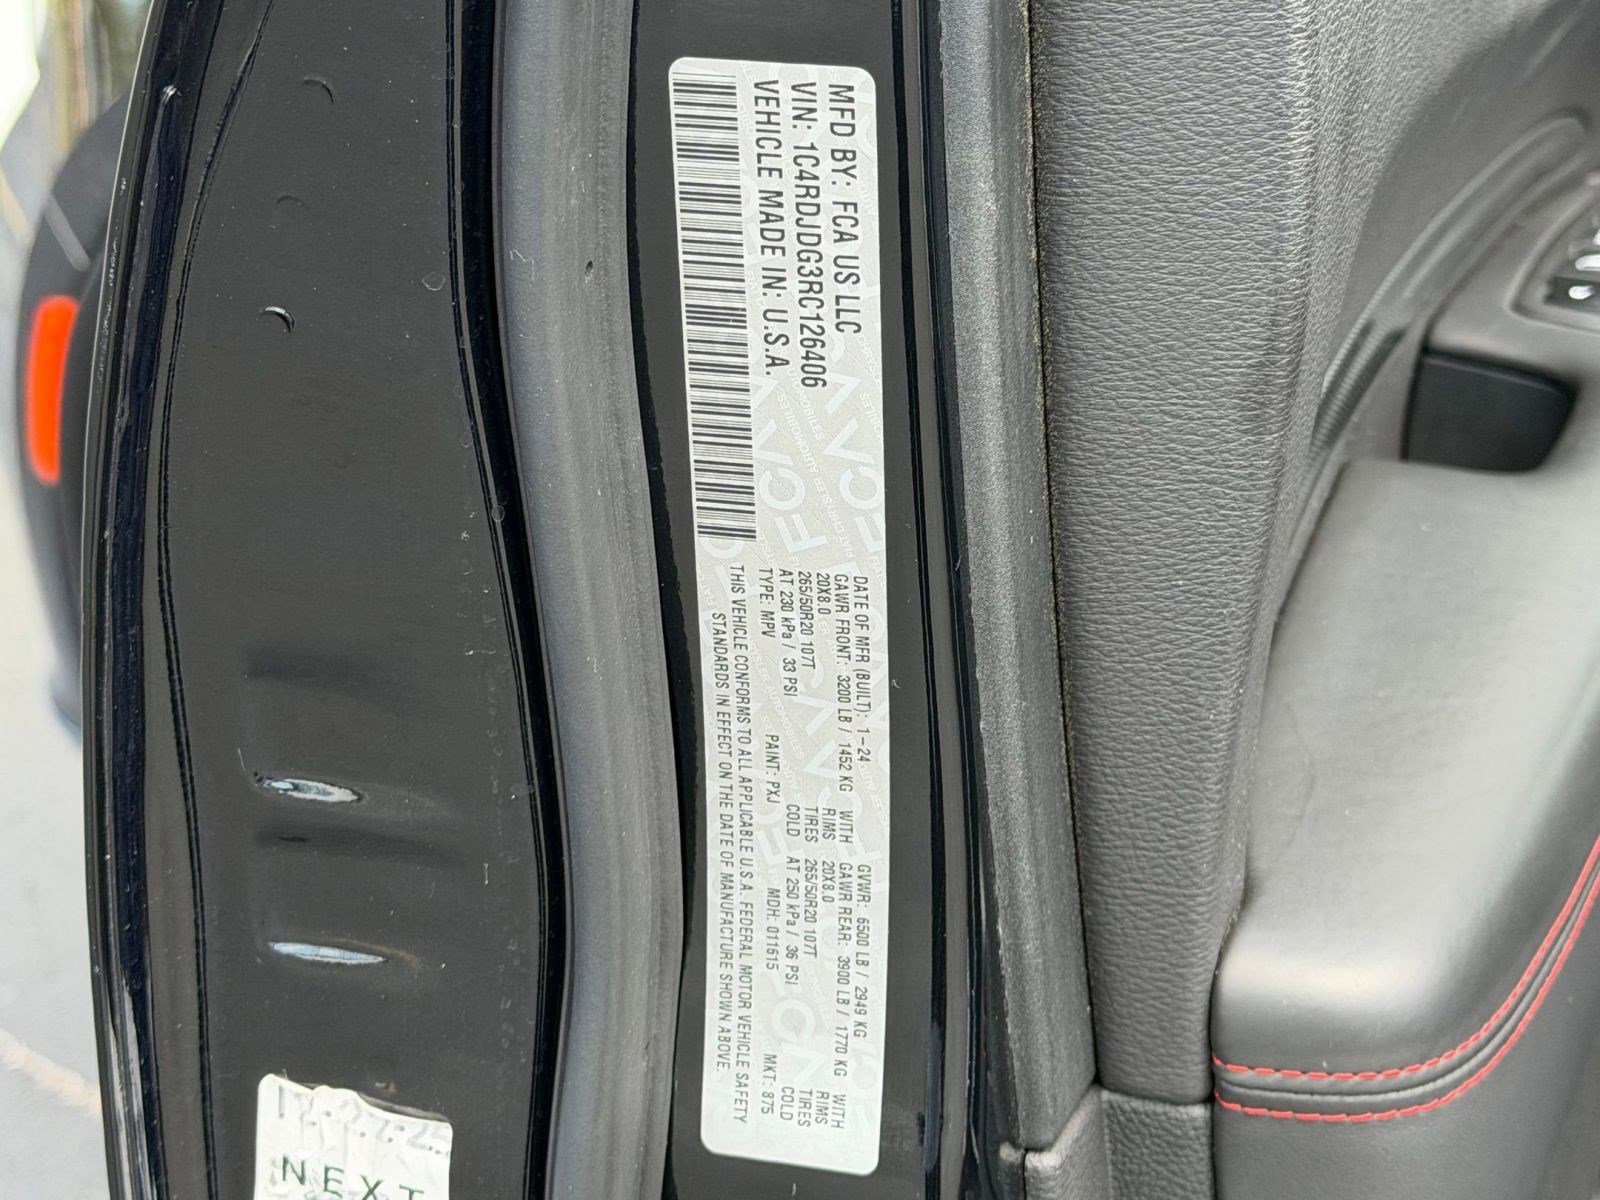 MFD BY: FCA US LLC
VIN: 1C4RDJDG3RC126406
VEHICLE MADE IN: U.S.A.
DATE OF MFR (BUILT): 1-24 GVWR: 6500 LB / 2949 KG
GAWR FRONT: 3200 LB / 1452 KG WITH GAWR REAR: 3900 LB / 1770 KG WITH
20X8.0 RIMS 20X8.0 RIMS
265/50R20 107T TIRES 265/50R20 107T TIRES
AT 230 kPa / 33 PSI COLD AT 250 kPa / 36 PSI COLD
TYPE: MPV PAINT: PXJ MDH: 011615 MKT: 875
THIS VEHICLE CONFORMS TO ALL APPLICABLE U.S.A. FEDERAL MOTOR VEHICLE SAFETY
STANDARDS IN EFFECT ON THE DATE OF MANUFACTURE SHOWN ABOVE.
NEXT